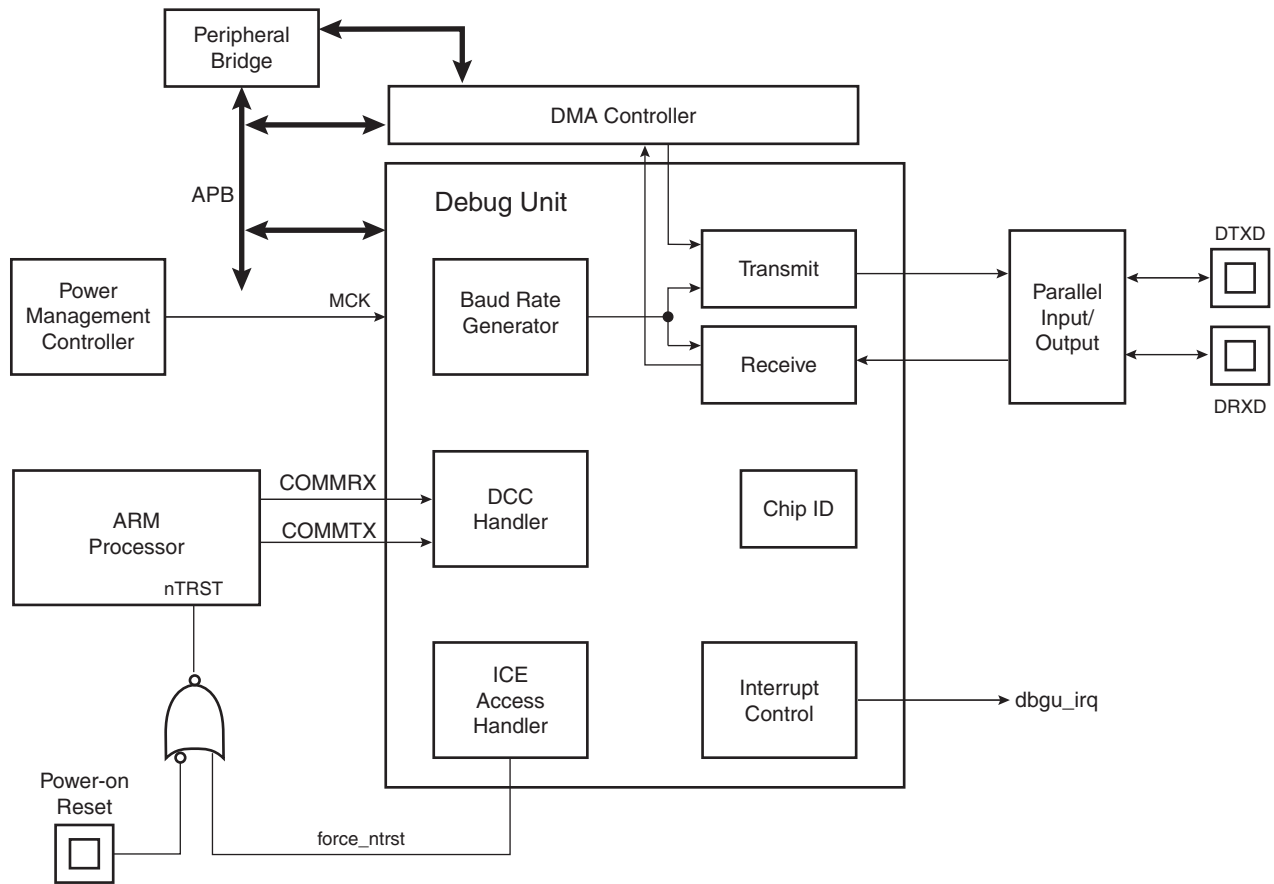 Peripheral
Bridge
DMA Controller
APB
Debug Unit
Power
Management
Controller
MCK
Baud Rate
Generator
Transmit
Receive
Parallel
Input/
Output
DTXD
DRXD
ARM
Processor
nTRST
COMMRX
COMMTX
DCC
Handler
Chip ID
ICE
Access
Handler
Interrupt
Control
dbgu_irq
Power-on
Reset
force_ntrst